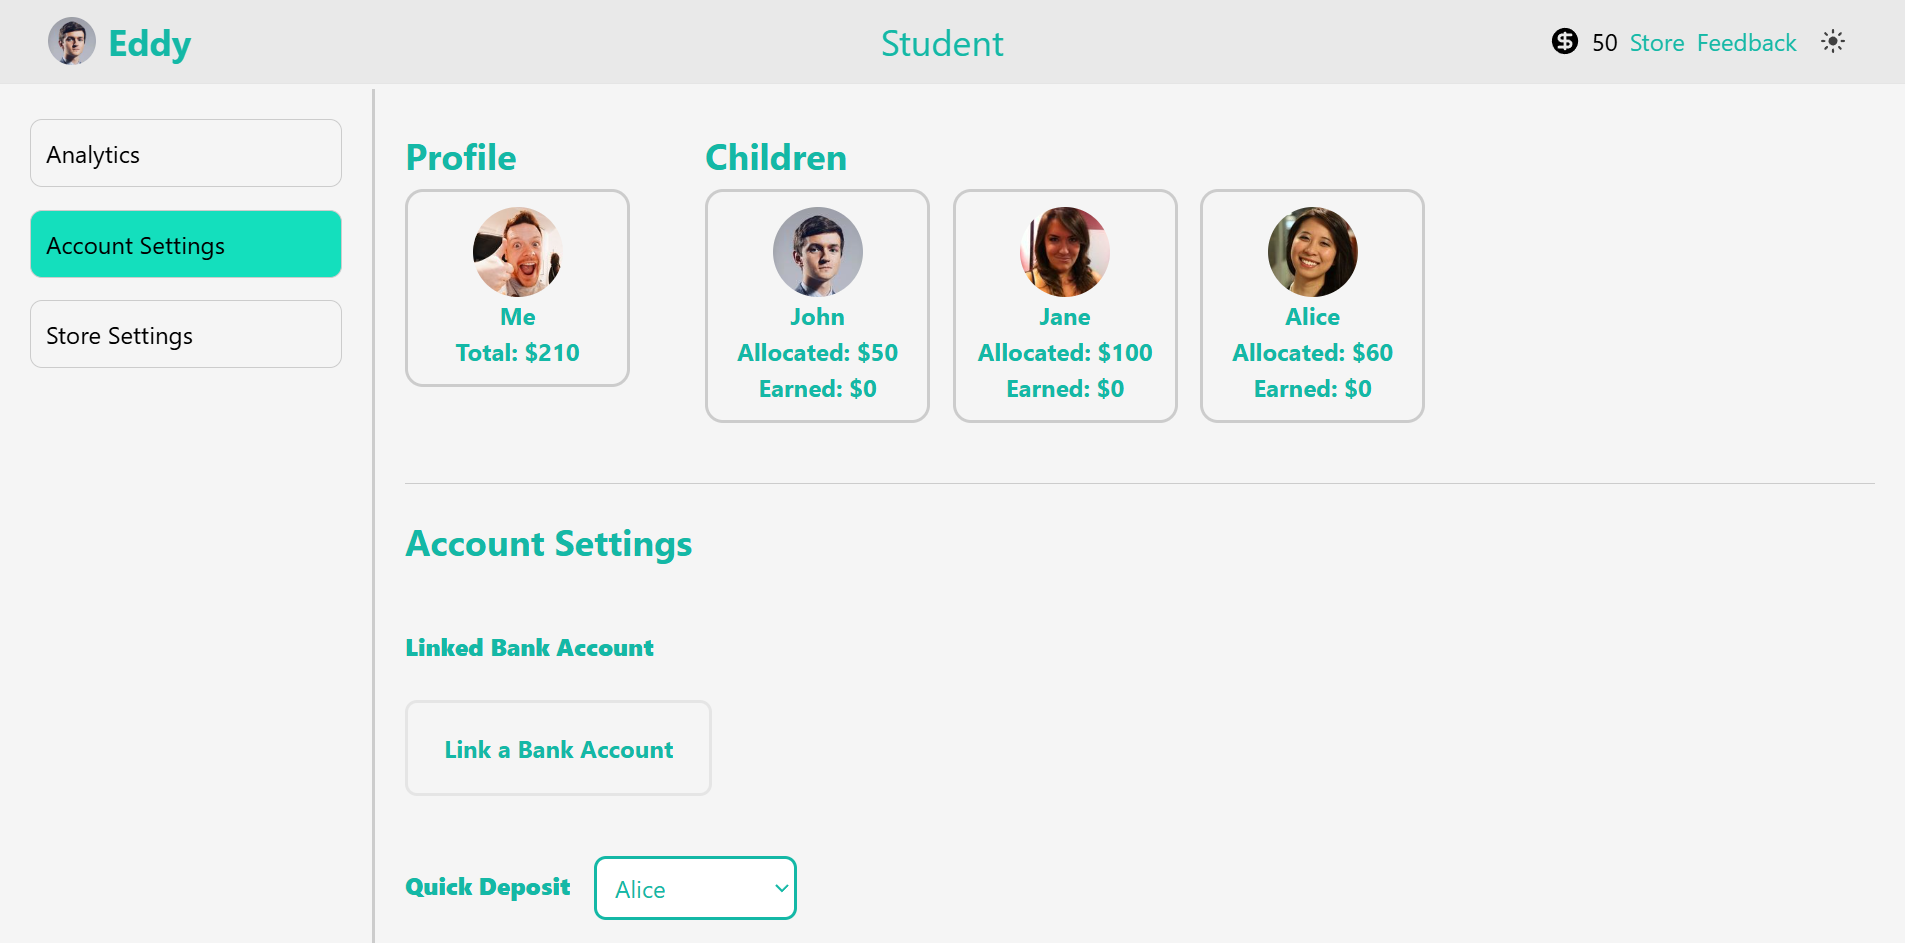 Eddy
Student
50 Store Feedback
Analytics
Account Settings
Store Settings
Profile
Me
Total: $210
Children
John
Allocated: $50
Earned: $0
Jane
Allocated: $100
Earned: $0
Alice
Allocated: $60
Earned: $0
Account Settings
Linked Bank Account
Link a Bank Account
Quick Deposit
Alice